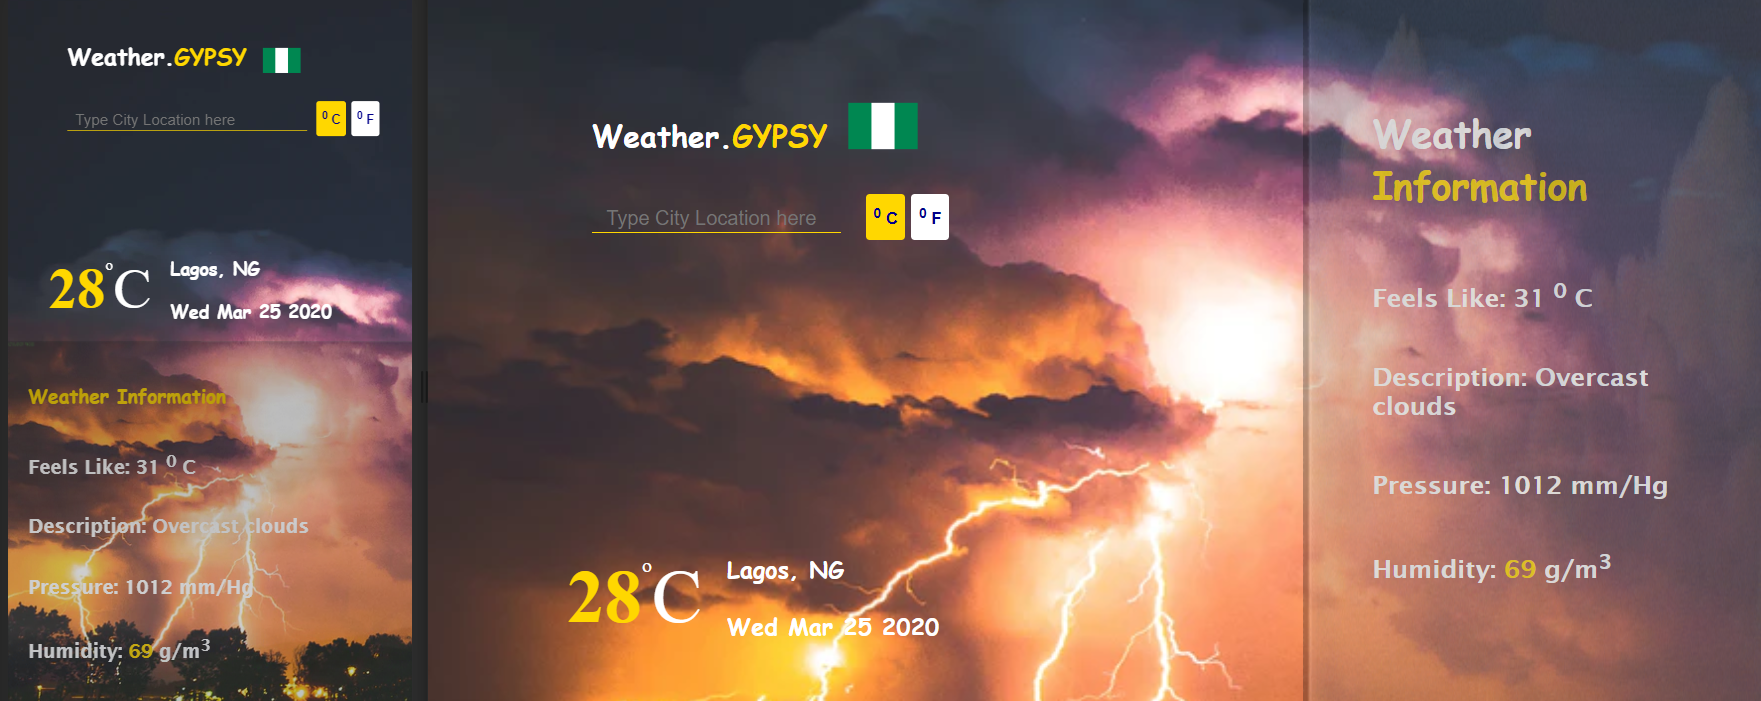 Weather.GYPSY
Type City Location here
⁰ C ⁰ F
28°C
Lagos, NG
Wed Mar 25 2020
Weather Information
Feels Like: 31 ⁰ C
Description: Overcast clouds
Pressure: 1012 mm/Hg
Humidity: 69 g/m³
Weather.GYPSY
Type City Location here
⁰ C ⁰ F
28°C
Lagos, NG
Wed Mar 25 2020
Weather
Information
Feels Like: 31 ⁰ C
Description: Overcast
clouds
Pressure: 1012 mm/Hg
Humidity: 69 g/m³